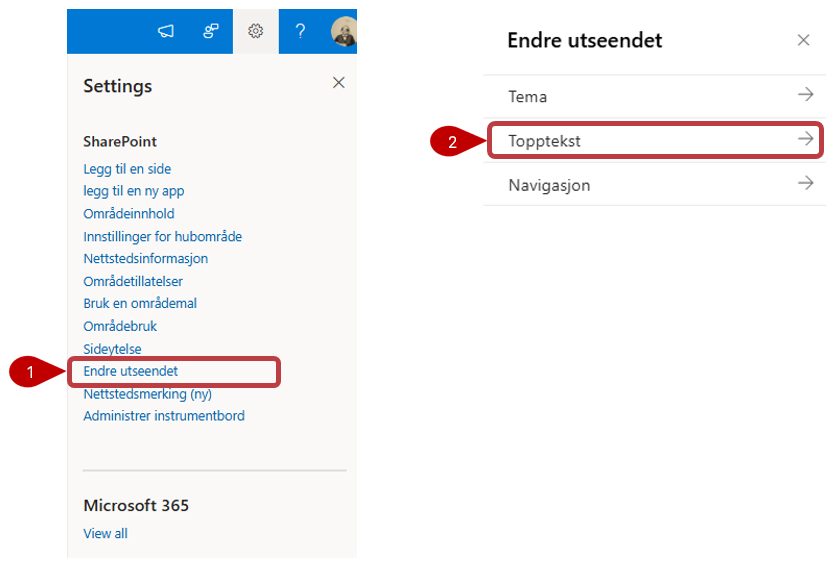 ?
Settings
SharePoint
Legg til en side
legg til en ny app
Områdeinnhold
Innstillinger for hubområde
Nettstedsinformasjon
Områdetillatelser
Bruk en områdemal
Områdebruk
Sideytelse
1
Endre utseendet
Nettstedsmerking (ny)
Administrer instrumentbord
Microsoft 365
View all
Endre utseendet
Tema
2
Topptekst
Navigasjon